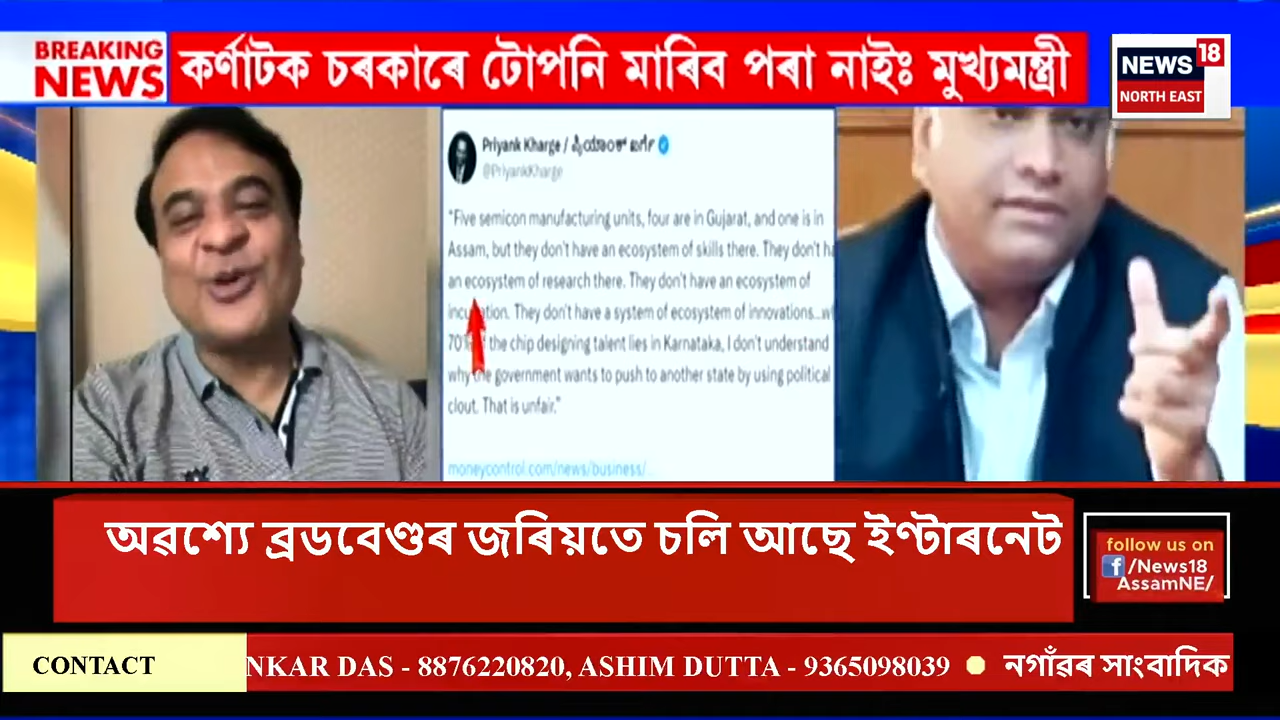 BREAKING
NEWS
কৰ্ণাটক চৰকাৰে টোপনি মাৰিব পৰা নাইঃ মুখ্যমন্ত্ৰী
NEWS 18
NORTH EAST
Priyank Kharge / ಪ್ರಿಯಾಂಕ್ ಖರ್ಗೆ
@PriyankKharge
"Five semicon manufacturing units, four are in Gujarat, and one is in
Assam, but they don't have an ecosystem of skills there. They don't ha
an ecosystem of research there. They don't have an ecosystem of
They don't have a system of ecosystem of innovations...wh
70% of the chip designing talent lies in Karnataka, I don't understand
why the government wants to push to another state by using political
clout. That is unfair."
moneycontrol.com/news/business/...
অৱশ্যে ব্ৰডবেণ্ডৰ জৰিয়তে চলি আছে ইণ্টাৰনেট
follow us on
/News18
AssamNE/
CONTACT
NKAR DAS - 8876220820, ASHIM DUTTA - 9365098039 নগাঁৱৰ সাংবাদিক